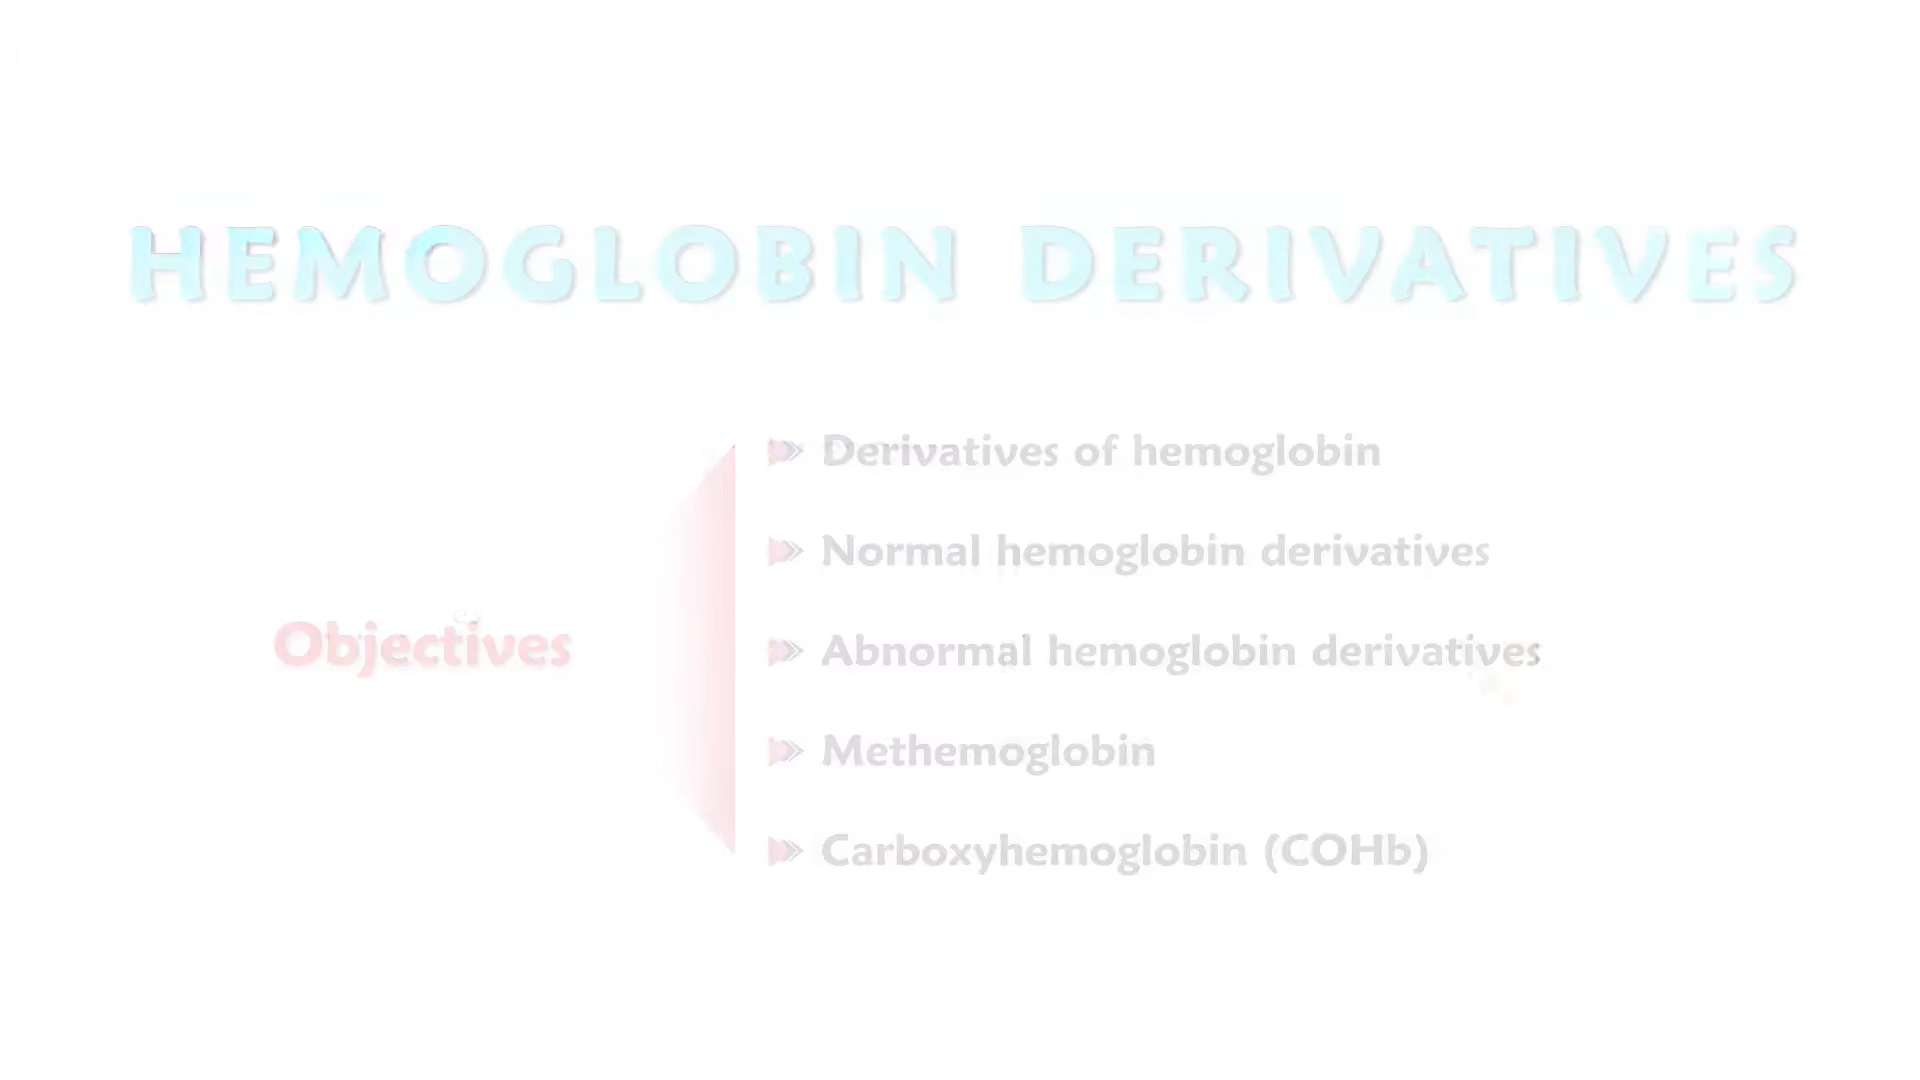 HEMOGLOBIN DERIVATIVES
Objectives
Derivatives of hemoglobin
Normal hemoglobin derivatives
Abnormal hemoglobin derivatives
Methemoglobin
Carboxyhemoglobin (COHb)